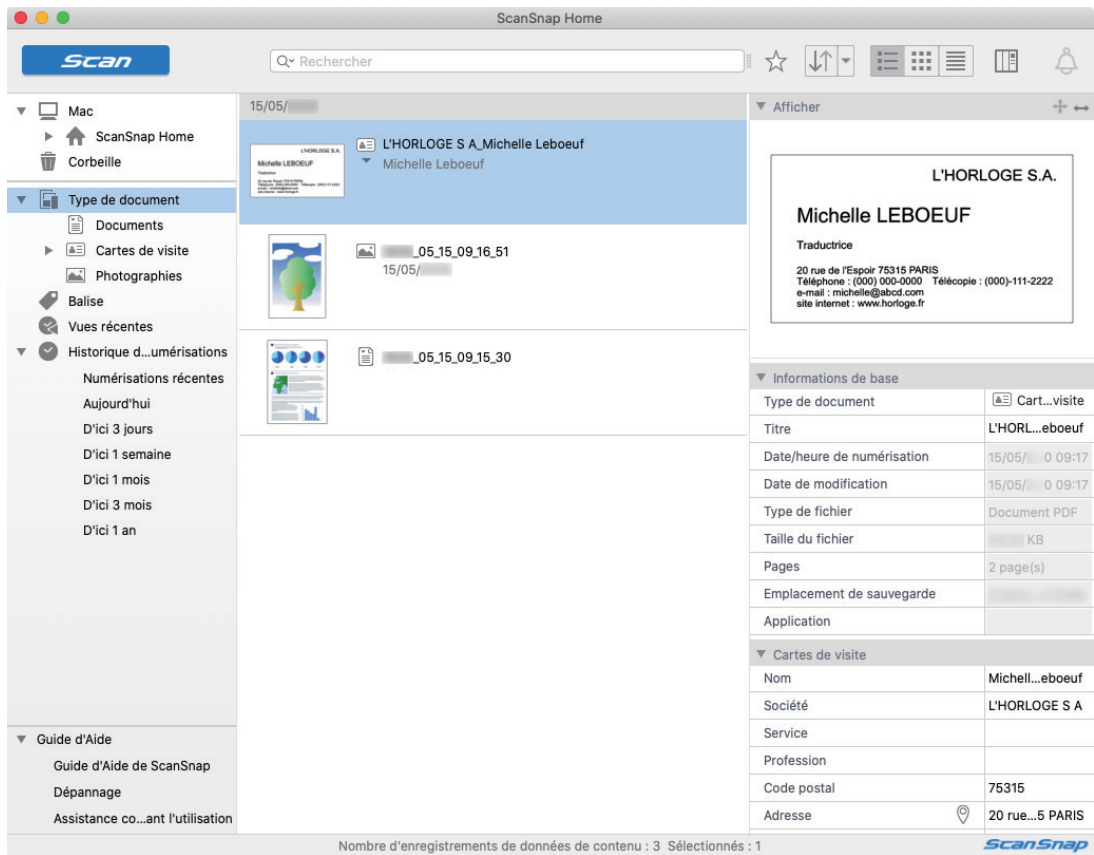 ScanSnap Home
Scan
Rechercher
Mac
ScanSnap Home
Corbeille
Type de document
Documents
Cartes de visite
Photographies
Balise
Vues récentes
Historique d...umérisations
Numérisations récentes
Aujourd'hui
D'ici 3 jours
D'ici 1 semaine
D'ici 1 mois
D'ici 3 mois
D'ici 1 an
Guide d'Aide
Guide d'Aide de ScanSnap
Dépannage
Assistance co...ant l'utilisation
15/05/
L'HORLOGE S.A.
Michelle LEBOEUF
Traductrice
L'HORLOGE S A_Michelle Leboeuf
Michelle Leboeuf
_05_15_09_16_51
15/05/
_05_15_09_15_30
Afficher
L'HORLOGE S.A.
Michelle LEBOEUF
Traductrice
20 rue de l'Espoir 75315 PARIS
Téléphone : (000) 000-0000 Télécopie : (000)-111-2222
e-mail : michelle@abcd.com
site internet : www.horloge.fr
Informations de base
Type de document Cart...visite
Titre L'HORL...eboeuf
Date/heure de numérisation 15/05/ 0 09:17
Date de modification 15/05/ 0 09:17
Type de fichier Document PDF
Taille du fichier KB
Pages 2 page(s)
Emplacement de sauvegarde
Application
Cartes de visite
Nom Michell...eboeuf
Société L'HORLOGE S A
Service
Profession
Code postal 75315
Adresse 20 rue...5 PARIS
Nombre d'enregistrements de données de contenu : 3 Sélectionnés : 1
ScanSnap